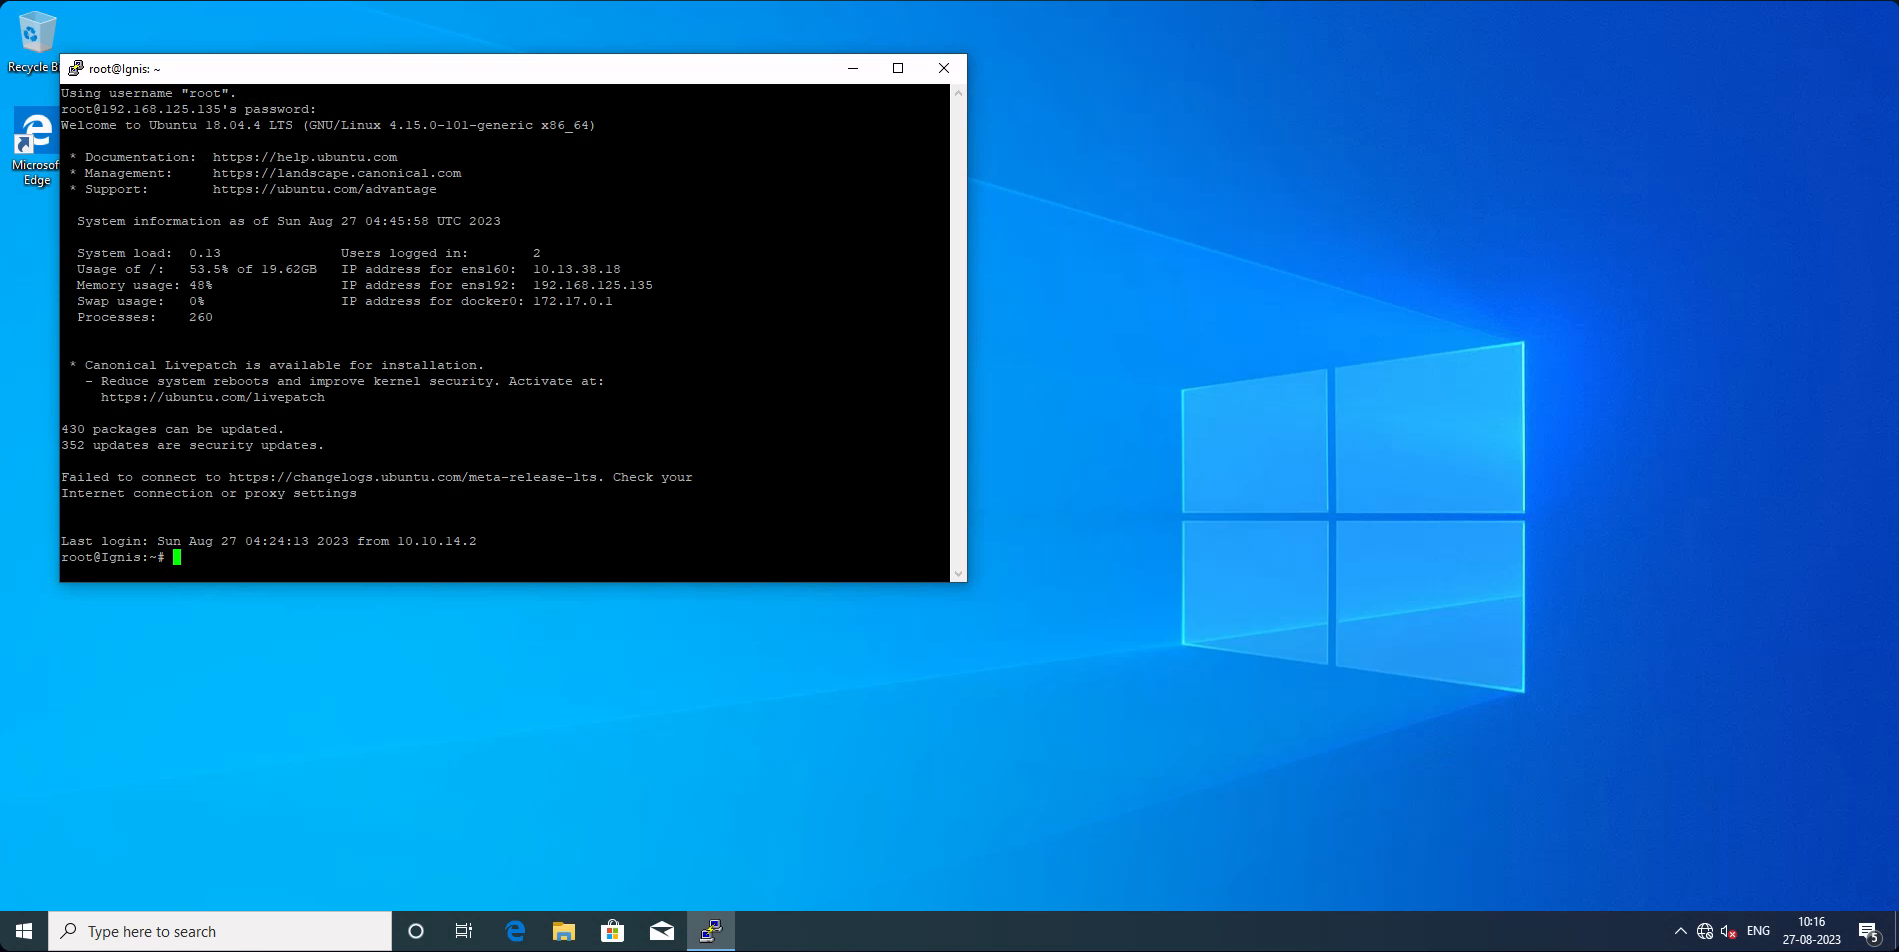 Recycle B
Microsof
Edge
root@Ignis: ~
Using username "root".
root@192.168.125.135's password:
Welcome to Ubuntu 18.04.4 LTS (GNU/Linux 4.15.0-101-generic x86_64)
* Documentation:  https://help.ubuntu.com
* Management:     https://landscape.canonical.com
* Support:        https://ubuntu.com/advantage
System information as of Sun Aug 27 04:45:58 UTC 2023
System load:  0.13               Users logged in:        2
Usage of /:   53.5% of 19.62GB   IP address for ens160:  10.13.38.18
Memory usage: 48%                IP address for ens192:  192.168.125.135
Swap usage:   0%                 IP address for docker0: 172.17.0.1
Processes:    260
* Canonical Livepatch is available for installation.
- Reduce system reboots and improve kernel security. Activate at:
https://ubuntu.com/livepatch
430 packages can be updated.
352 updates are security updates.
Failed to connect to https://changelogs.ubuntu.com/meta-release-lts. Check your
Internet connection or proxy settings
Last login: Sun Aug 27 04:24:13 2023 from 10.10.14.2
root@Ignis:~#
Type here to search
ENG
10:16
27-08-2023
5